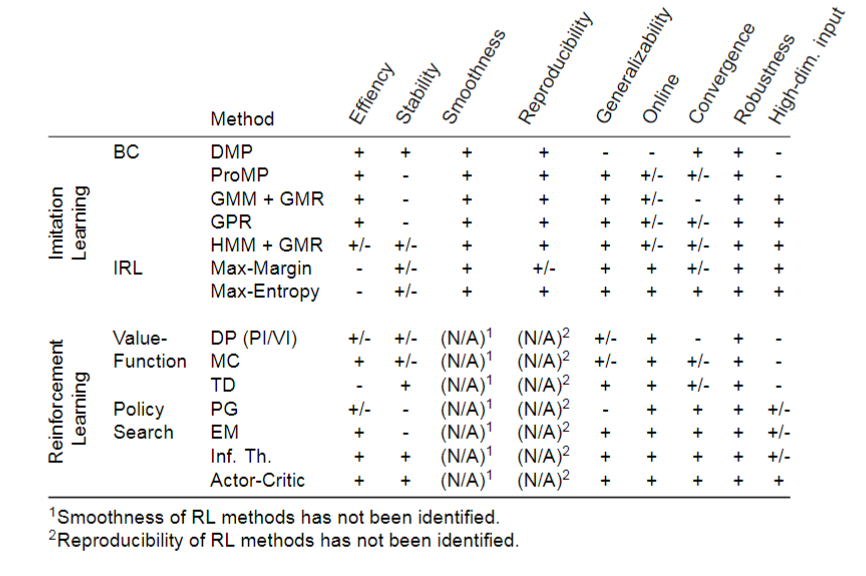 Method Effiency Stability Smoothness Reproducibility Generalizability Online Convergence Robustness High-dim. input
Imitation Learning
BC DMP + + + + - - + + -
ProMP + - + + + +/- +/- + -
GMM + GMR + - + + + +/- - + +
GPR + - + + + +/- +/- + +
HMM + GMR +/- +/- + + + +/- +/- + +
IRL Max-Margin - +/- + +/- + + +/- + +
Max-Entropy - +/- + + + + + + +
Reinforcement Learning
Value- DP (PI/VI) +/- +/- (N/A)¹ (N/A)² +/- + - + -
Function MC + +/- (N/A)¹ (N/A)² +/- + +/- + -
TD - + (N/A)¹ (N/A)² + + +/- + -
Policy PG +/- - (N/A)¹ (N/A)² - + + + +/-
Search EM + - (N/A)¹ (N/A)² + + + + +/-
Inf. Th. + + (N/A)¹ (N/A)² + + + + +/-
Actor-Critic + + (N/A)¹ (N/A)² + + + + +
¹Smoothness of RL methods has not been identified.
²Reproducibility of RL methods has not been identified.